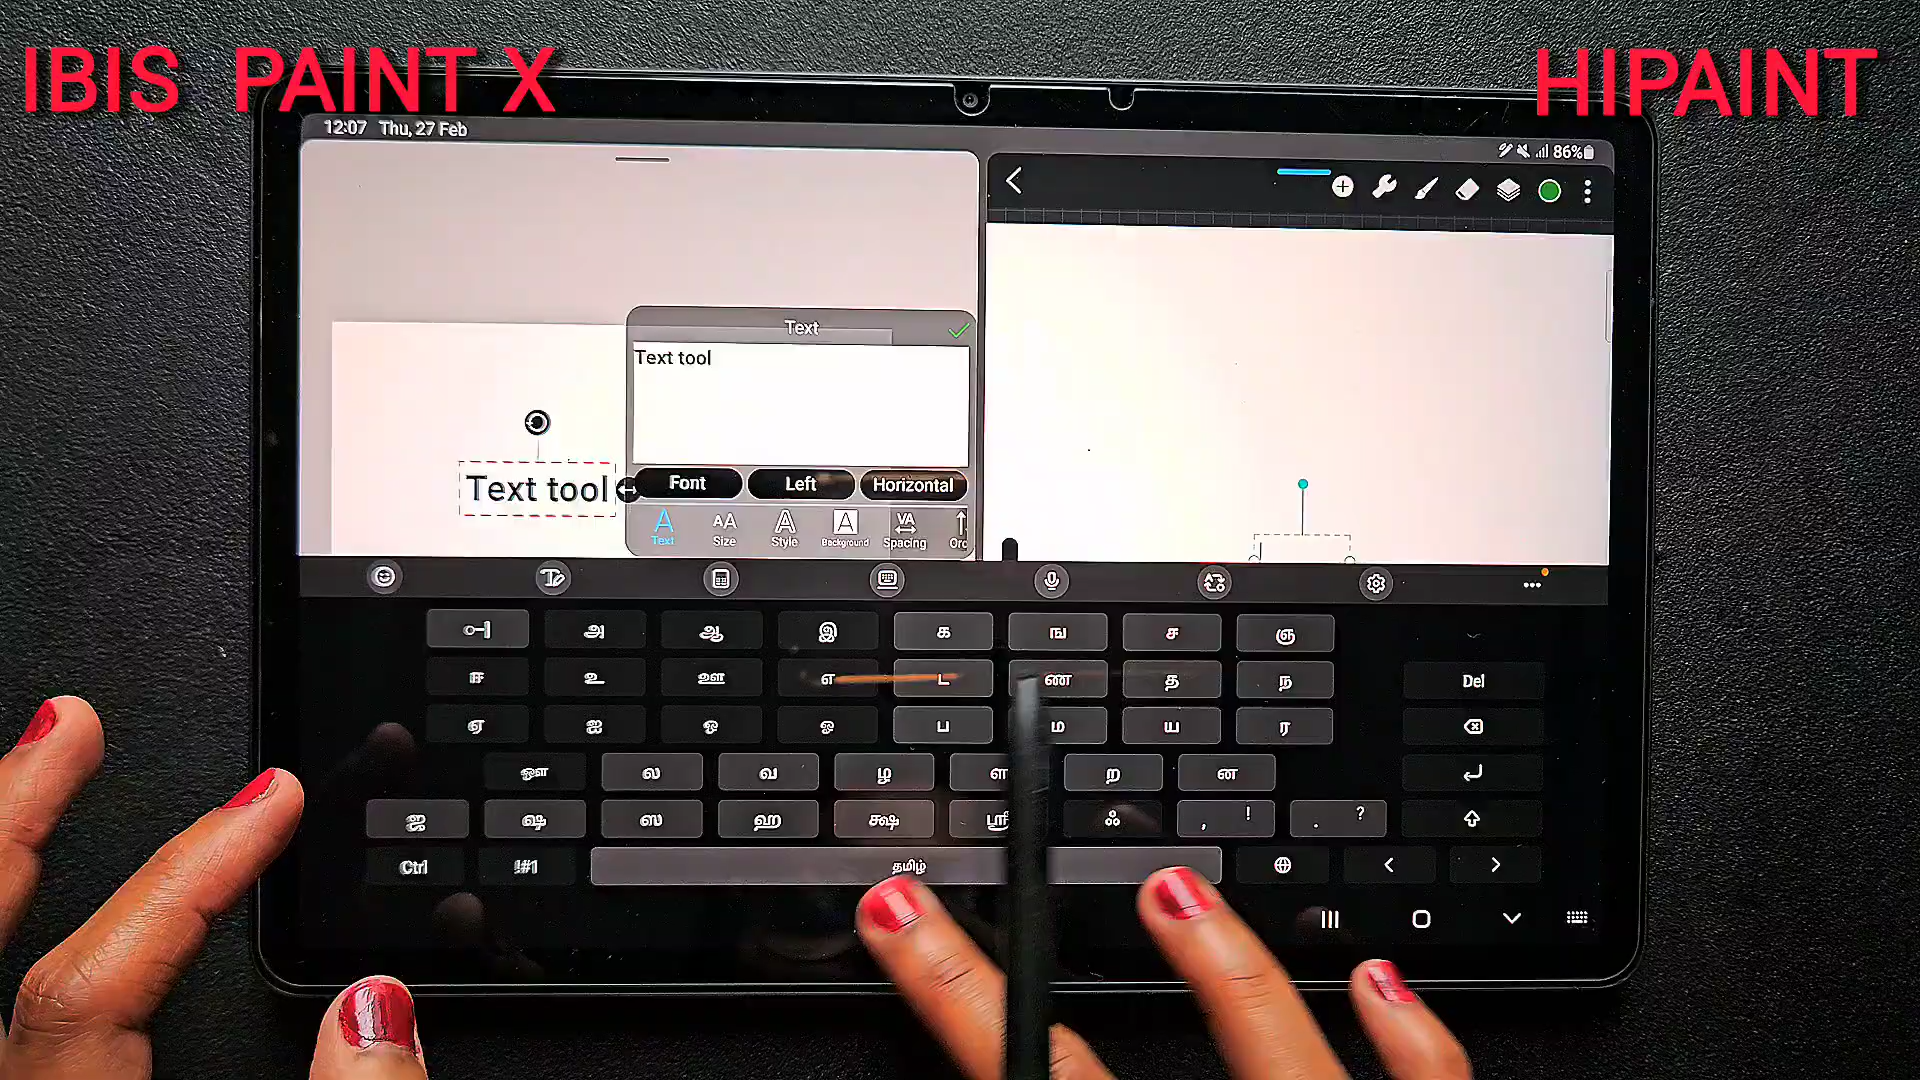 IBIS PAINT X
HIPAINT
12:07 Thu, 27 Feb
86%
Text
Text tool
Text tool
Font Left Horizontal
Text Size Style Background Spacing
அ ஆ இ க ங ச ஞ
ஈ உ ஊ எ ட ண த ந Del
ஏ ஐ ஒ ஓ ப ம ய ர
ஔ ல வ ழ ள ற ன
ஜ ஷ ஸ ஹ க்ஷ ஸ்ரீ ஃ , ! . ?
Ctrl !#1 தமிழ்